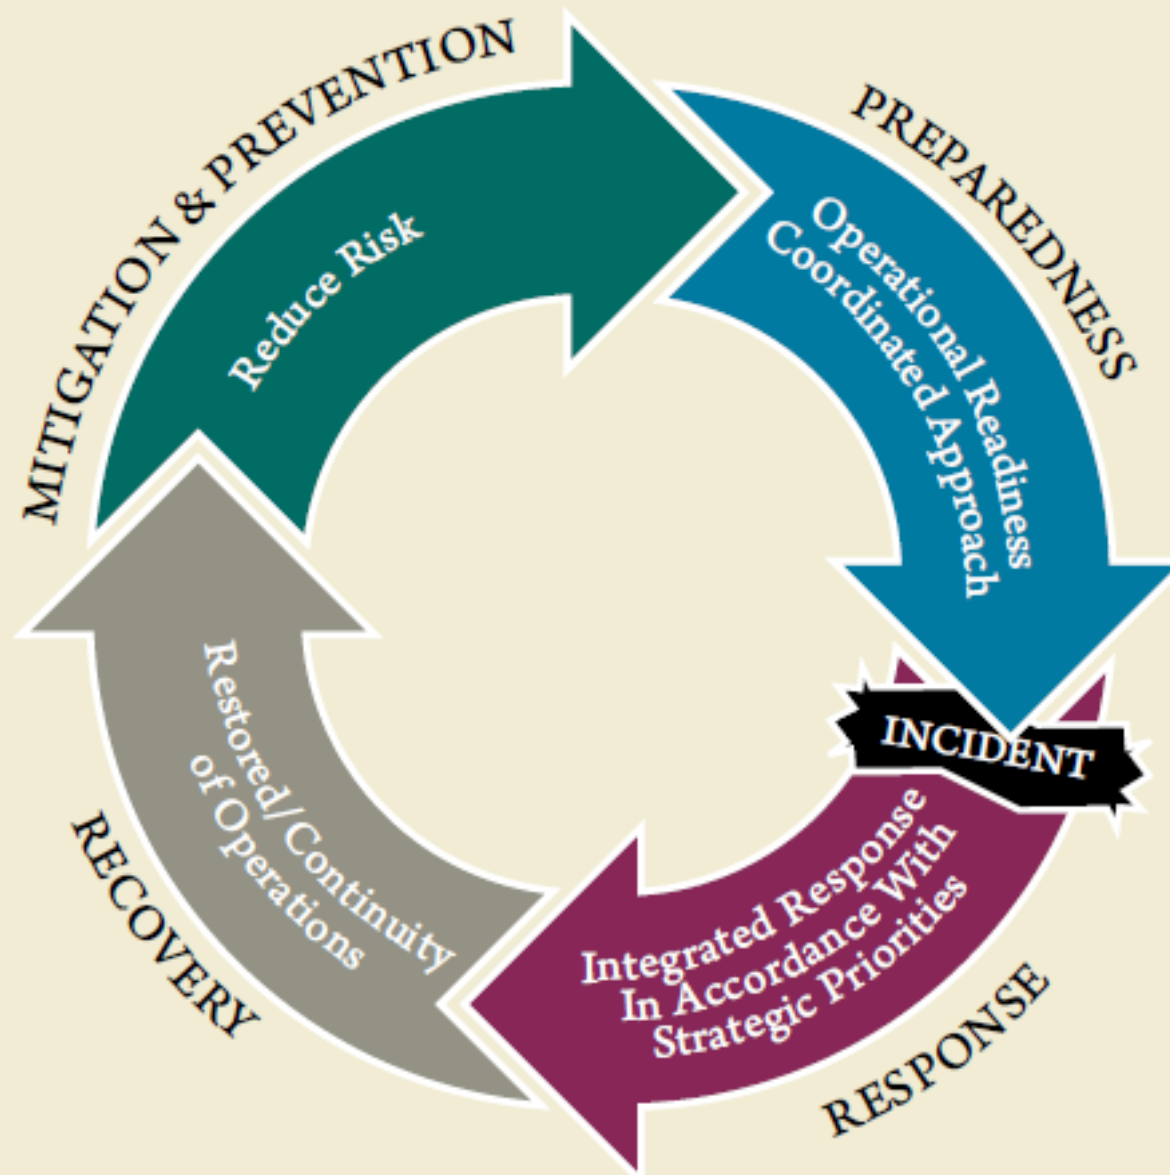 MITIGATION & PREVENTION
Reduce Risk
PREPAREDNESS
Operational Readiness
Coordinated Approach
INCIDENT
Integrated Response
In Accordance With
Strategic Priorities
RESPONSE
Restored/Continuity
of Operations
RECOVERY